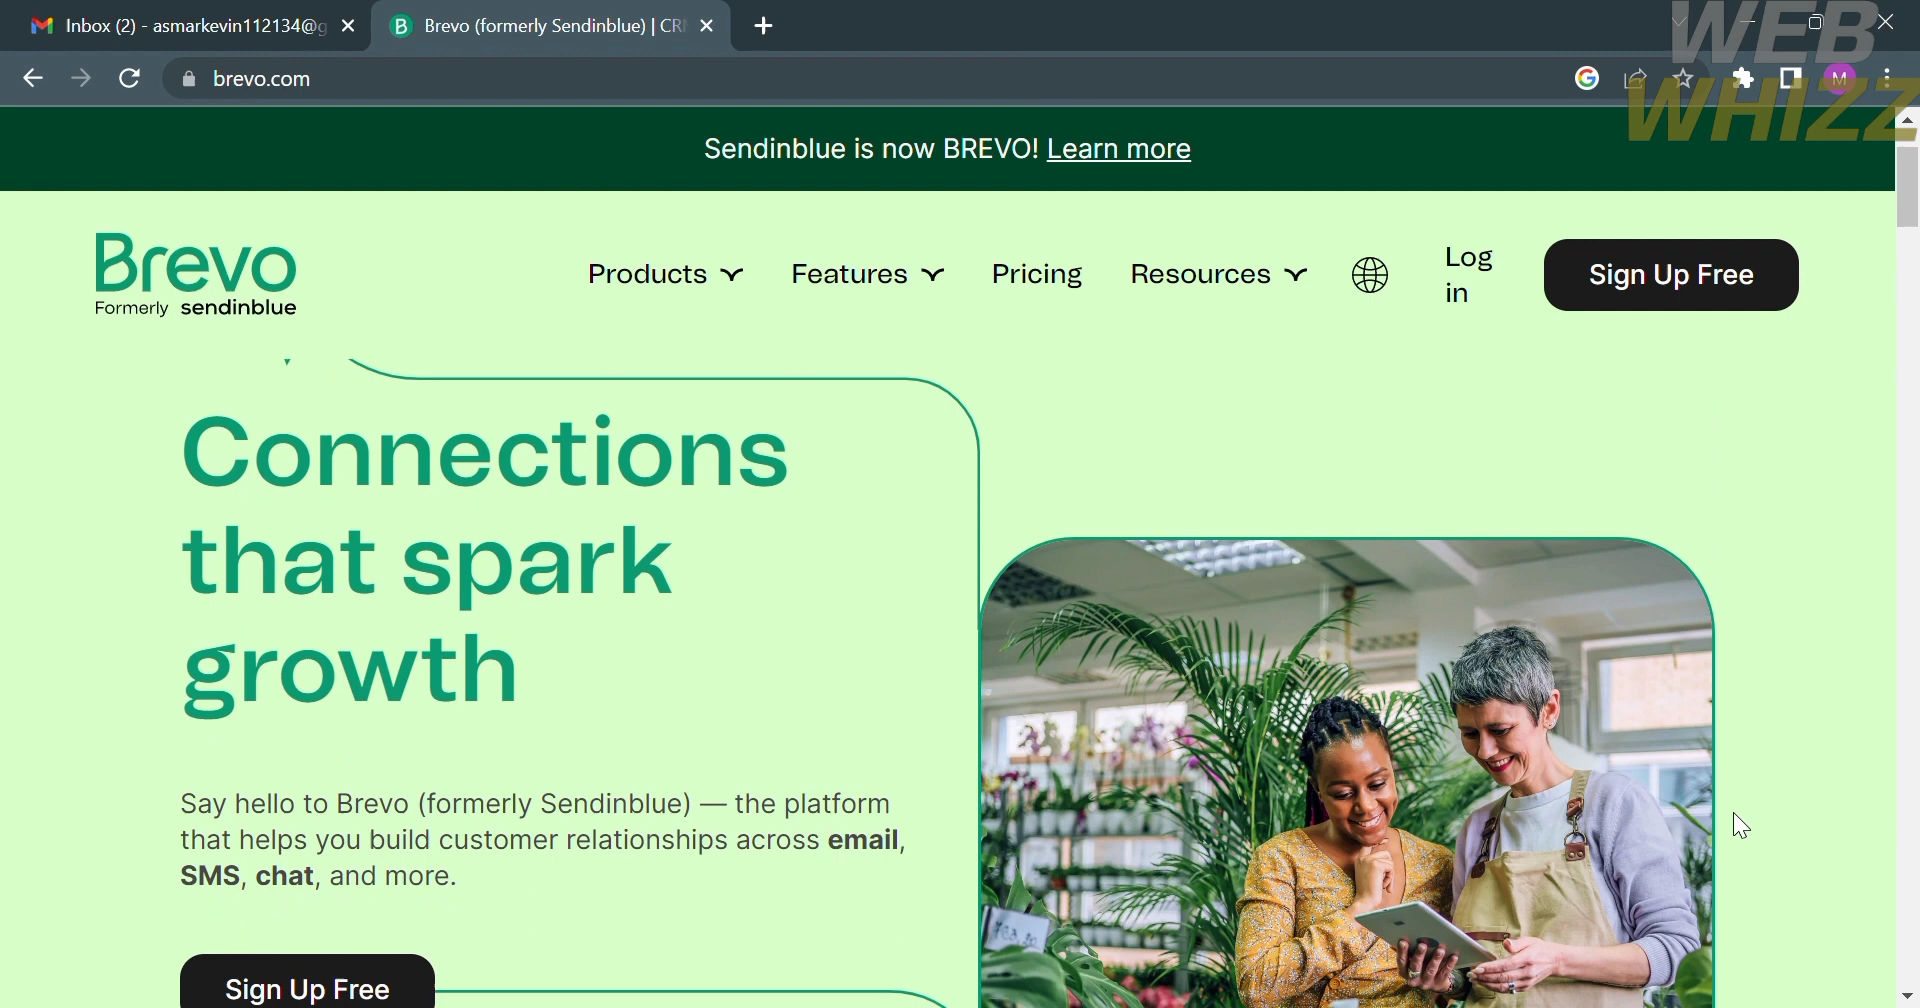 Inbox (2) - asmarkevin112134@g
Brevo (formerly Sendinblue) | CR
brevo.com
M
WEB
WHIZZ
Sendinblue is now BREVO! Learn more
Brevo
Formerly sendinblue
Products
Features
Pricing
Resources
Log
in
Sign Up Free
Connections
that spark
growth
Say hello to Brevo (formerly Sendinblue) — the platform
that helps you build customer relationships across email,
SMS, chat, and more.
Sign Up Free